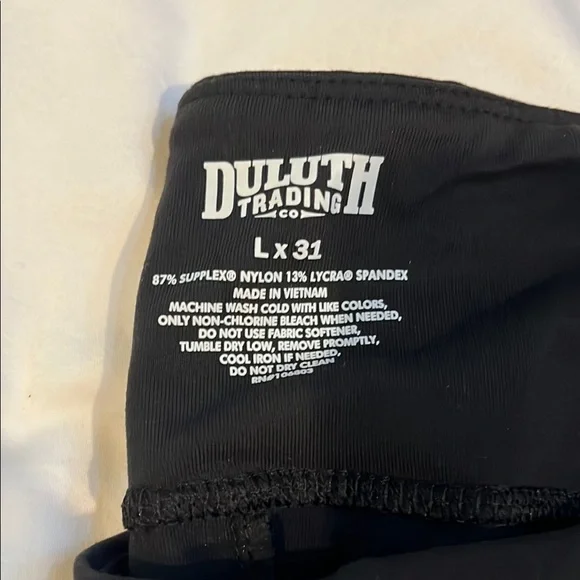 DULUTH
TRADING
CO
L x 31
87% SUPPLEX® NYLON 13% LYCRA® SPANDEX
MADE IN VIETNAM
MACHINE WASH COLD WITH LIKE COLORS,
ONLY NON-CHLORINE BLEACH WHEN NEEDED,
DO NOT USE FABRIC SOFTENER,
TUMBLE DRY LOW, REMOVE PROMPTLY,
COOL IRON IF NEEDED,
DO NOT DRY CLEAN
RN#106803